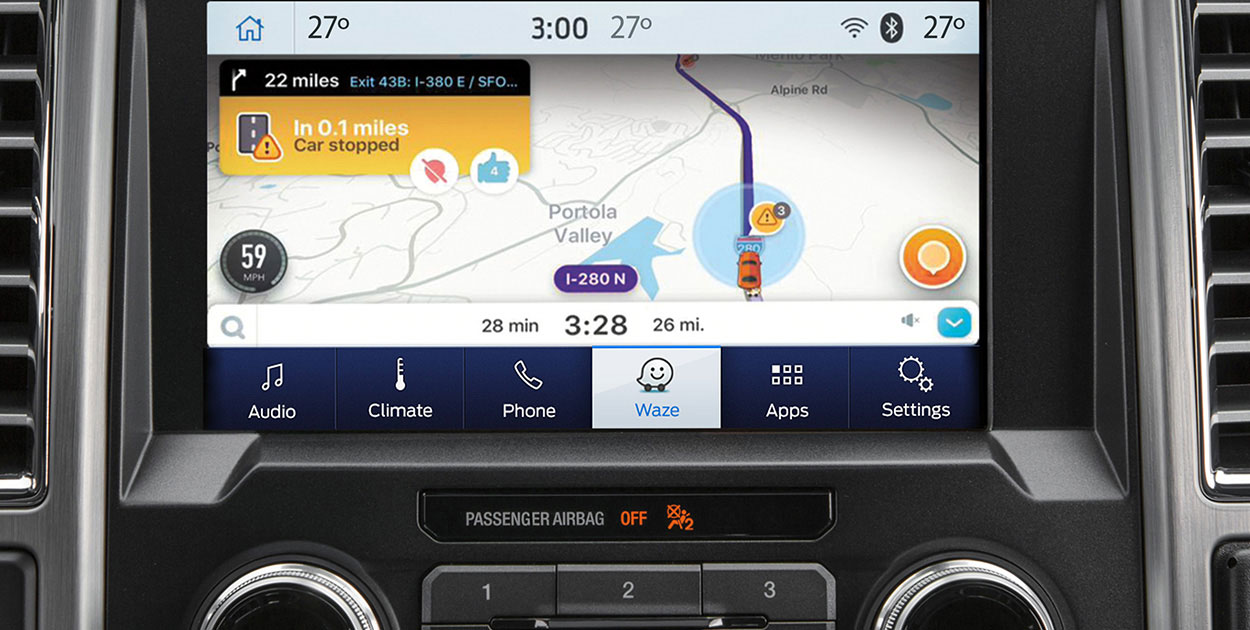 27° 3:00 27° 27°
22 miles Exit 43B: I-380 E / SFO...
In 0.1 miles
Car stopped
4
Menlo Park
Alpine Rd
Portola
Valley
3
280
I-280 N
59
MPH
28 min 3:28 26 mi.
Audio Climate Phone Waze Apps Settings
PASSENGER AIRBAG OFF 2
1 2 3